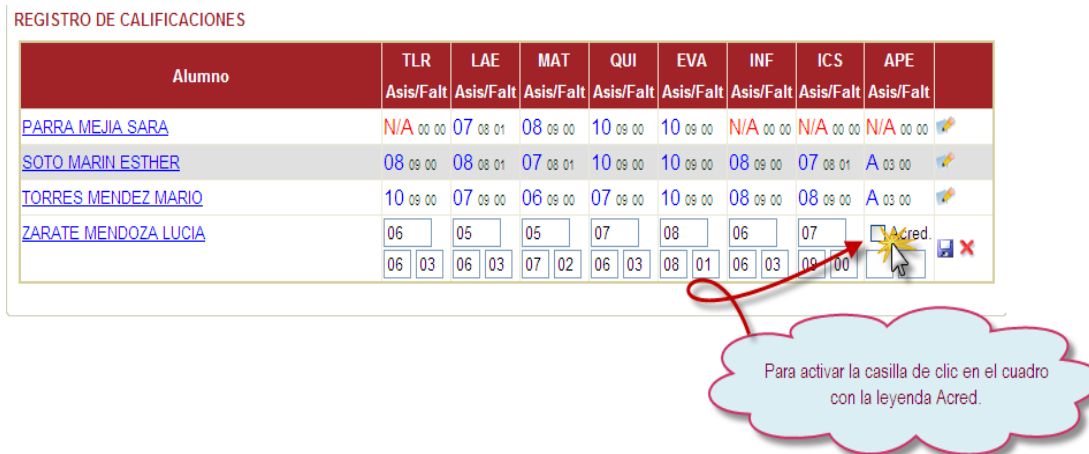 REGISTRO DE CALIFICACIONES
Alumno TLR LAE MAT QUI EVA INF ICS APE
Asis/Falt Asis/Falt Asis/Falt Asis/Falt Asis/Falt Asis/Falt Asis/Falt Asis/Falt
PARRA MEJIA SARA N/A 00 00 07 08 01 08 09 00 10 09 00 10 09 00 N/A 00 00 N/A 00 00 N/A 00 00
SOTO MARIN ESTHER 08 09 00 08 08 01 07 08 01 10 09 00 10 09 00 08 09 00 07 08 01 A 03 00
TORRES MENDEZ MARIO 10 09 00 07 09 00 06 09 00 07 09 00 10 09 00 08 09 00 08 09 00 A 03 00
ZARATE MENDOZA LUCIA 06 05 05 07 08 06 07 Acred.
06 03 06 03 07 02 06 03 08 01 06 03 09 00
Para activar la casilla de clic en el cuadro
con la leyenda Acred.